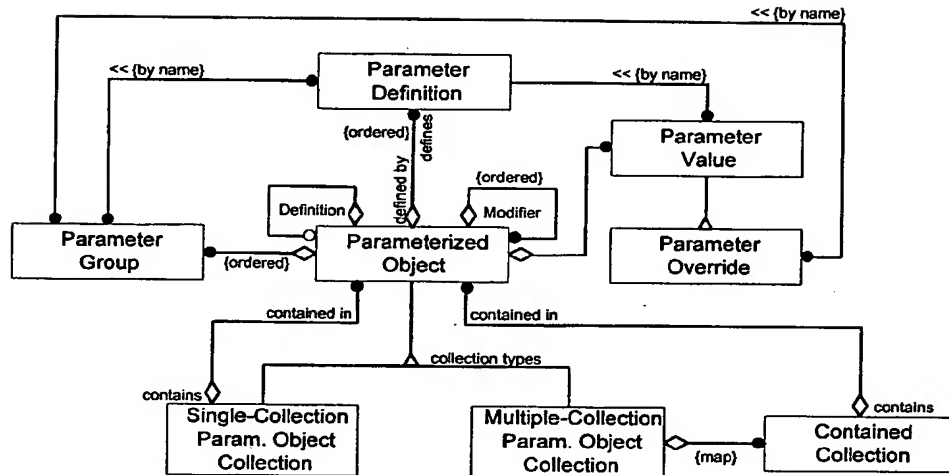 << {by name}
<< {by name}
Parameter
Definition
<< {by name}
{ordered}
defines
defined by
Parameter
Value
{ordered}
Definition
Modifier
Parameter
Group
{ordered}
Parameterized
Object
Parameter
Override
contained in
contained in
collection types
contains
contains
Single-Collection
Param. Object
Collection
Multiple-Collection
Param. Object
Collection
{map}
Contained
Collection